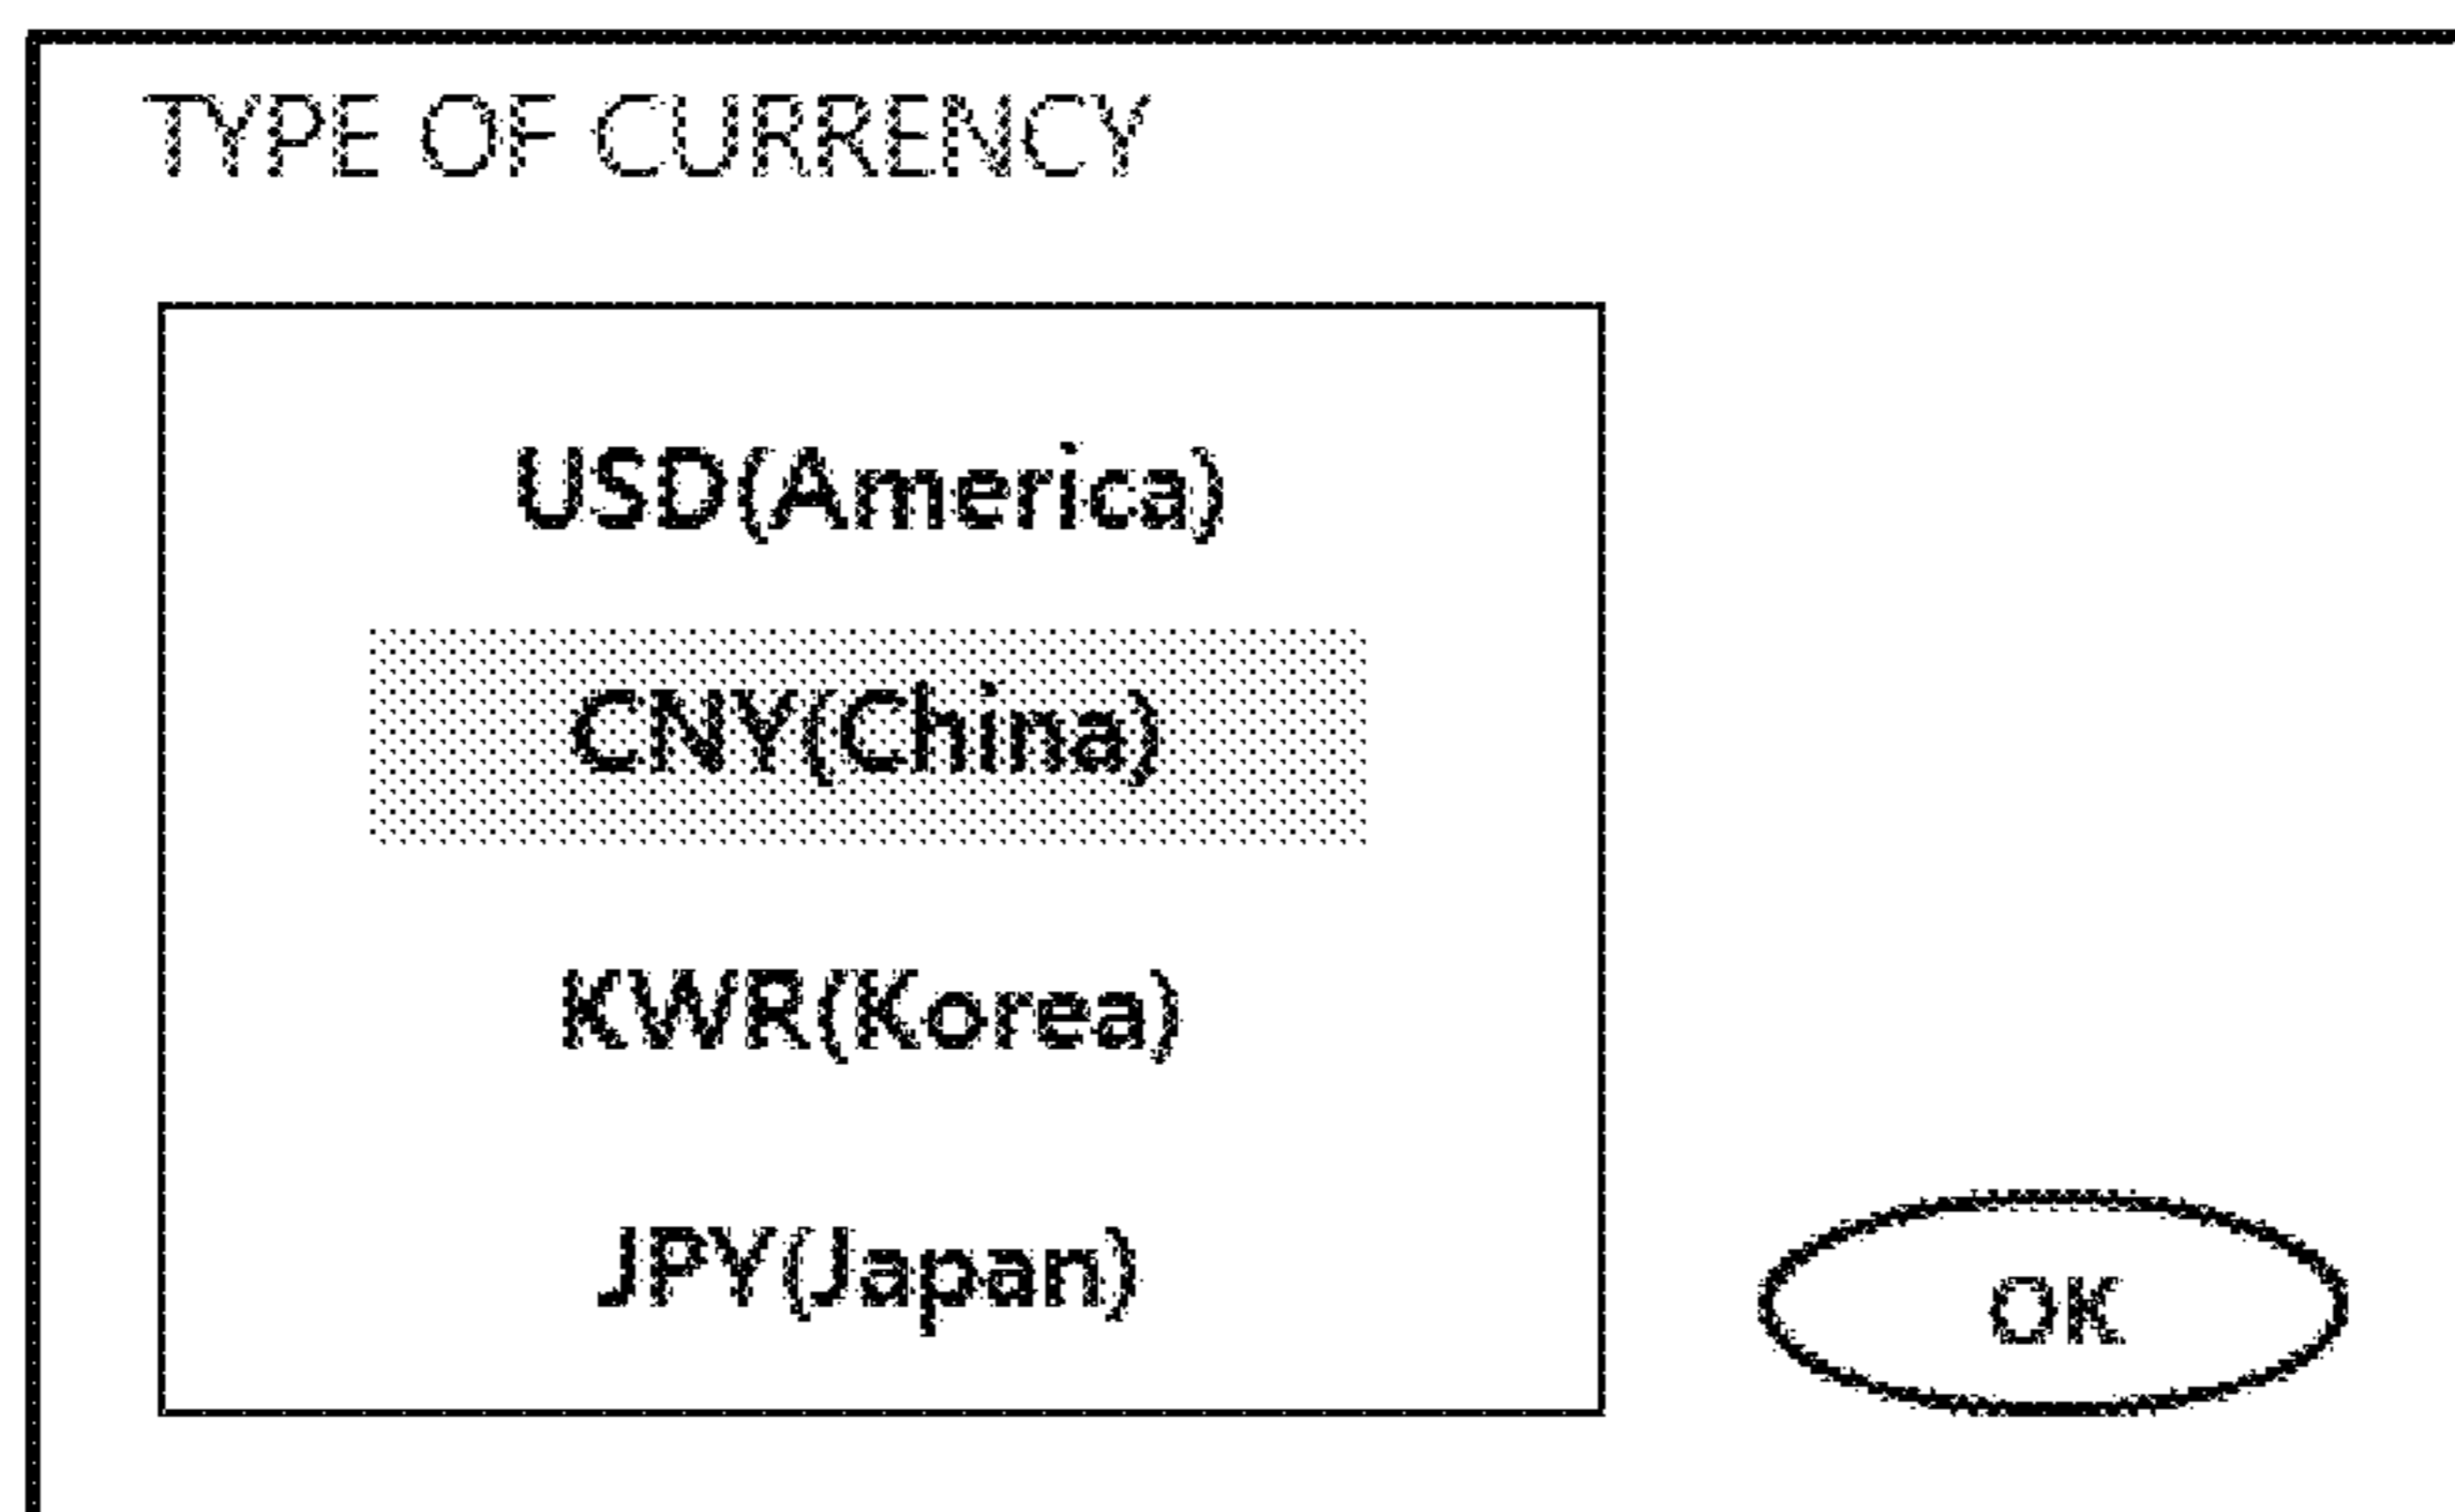 TYPE OF CURRENCY
USD(America)
CNY(China)
KWR(Korea)
JPY(Japan)
OK